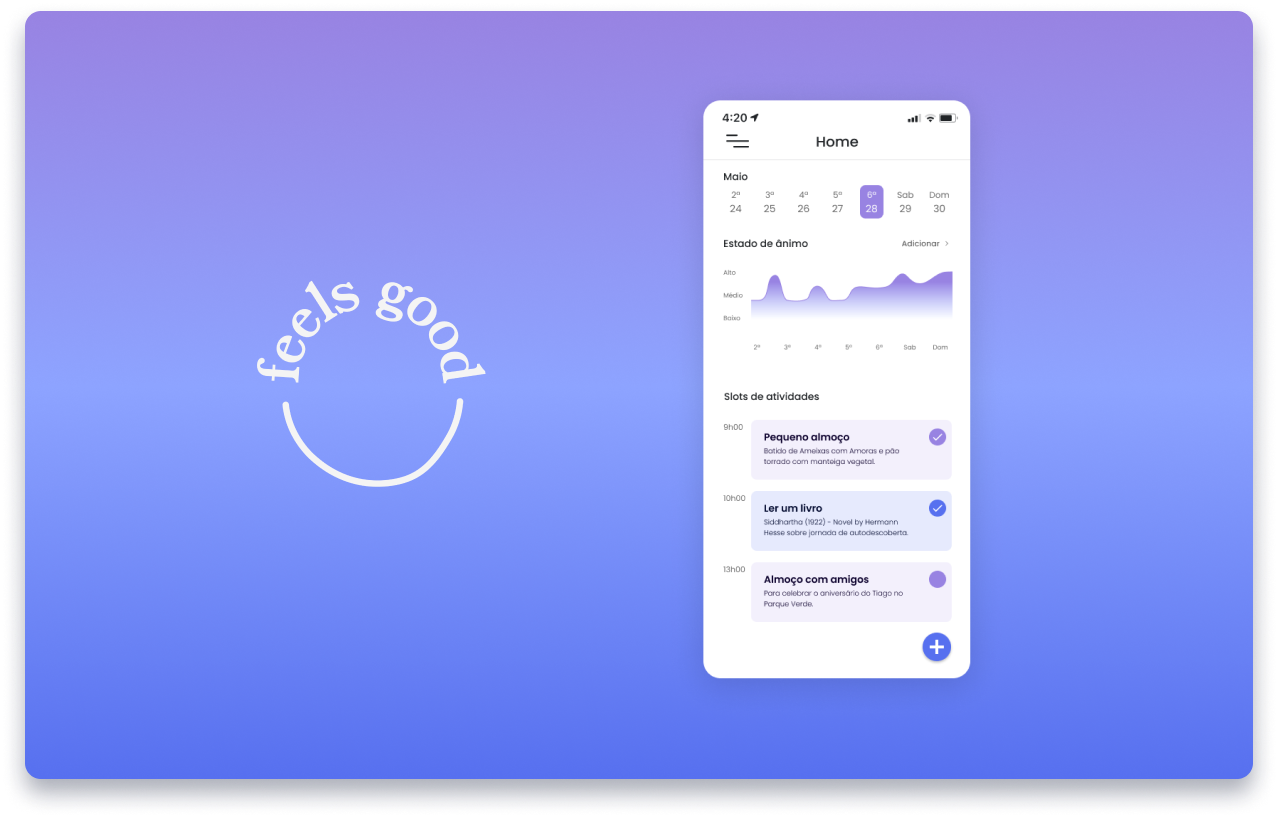 feels good
4:20
Home
Maio
2ª 3ª 4ª 5ª 6ª Sab Dom
24 25 26 27 28 29 30
Estado de ânimo Adicionar >
Alto
Médio
Baixo
2ª 3ª 4ª 5ª 6ª Sab Dom
Slots de atividades
9h00
Pequeno almoço
Batido de Ameixas com Amoras e pão
torrado com manteiga vegetal.
10h00
Ler um livro
Siddhartha (1922) - Novel by Hermann
Hesse sobre jornada de autodescoberta.
13h00
Almoço com amigos
Para celebrar o aniversário do Tiago no
Parque Verde.